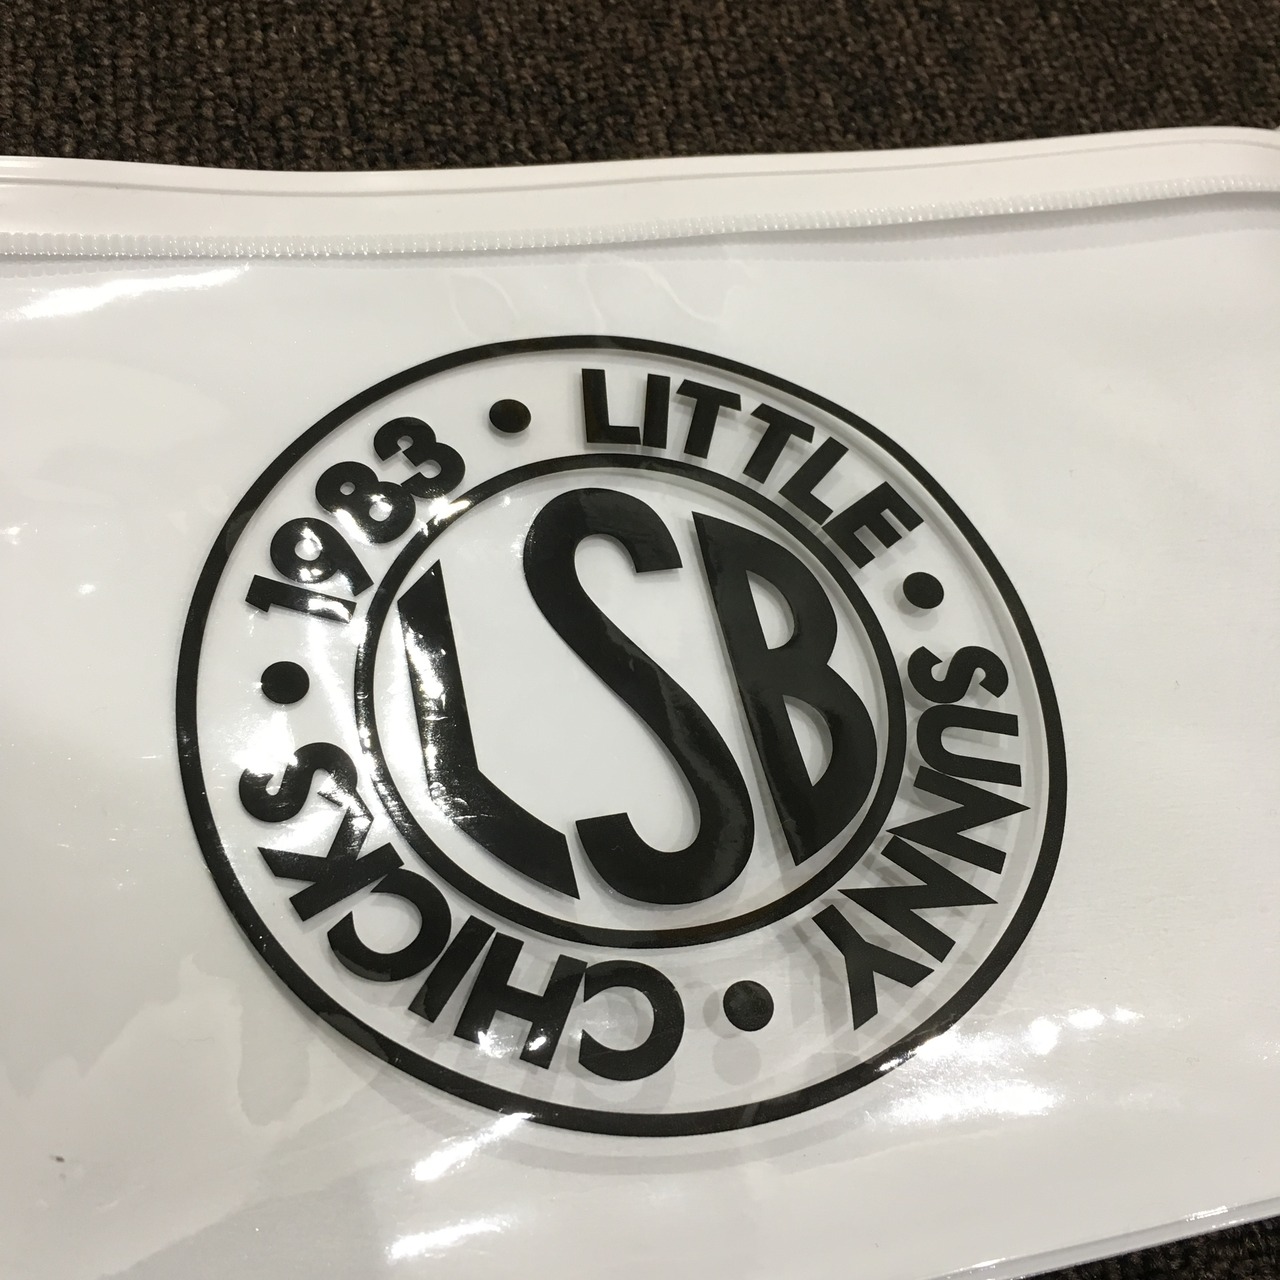 LITTLE • SUNNY • CHICKS • 1983 •
LSB